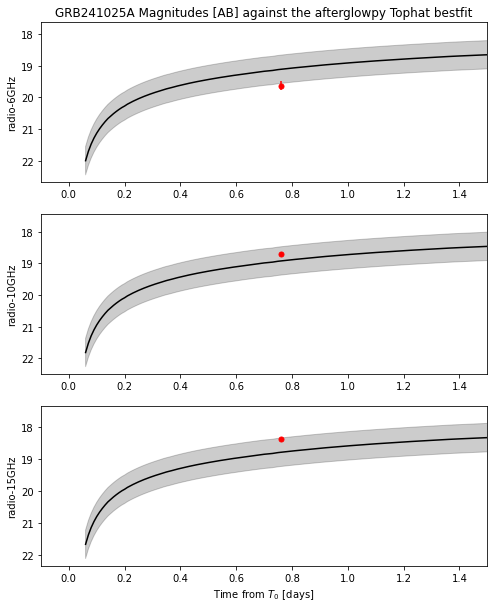 GRB241025A Magnitudes [AB] against the afterglowpy Tophat bestfit
18
19
20
21
22
radio-6GHz
0.0 0.2 0.4 0.6 0.8 1.0 1.2 1.4
18
19
20
21
22
radio-10GHz
0.0 0.2 0.4 0.6 0.8 1.0 1.2 1.4
18
19
20
21
22
radio-15GHz
0.0 0.2 0.4 0.6 0.8 1.0 1.2 1.4
Time from T₀ [days]